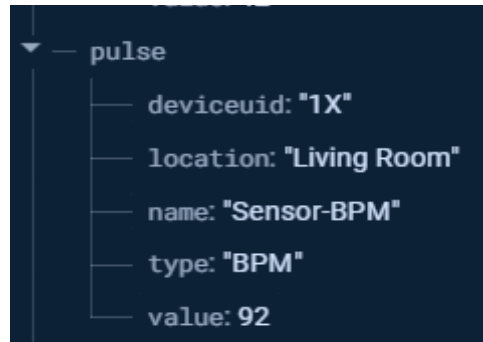 pulse
deviceuid: "1X"
location: "Living Room"
name: "Sensor-BPM"
type: "BPM"
value: 92